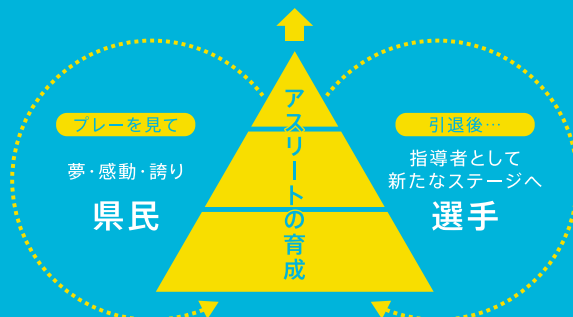 プレーを見て
夢・感動・誇り
県民
アスリートの育成
引退後…
指導者として
新たなステージへ
選手